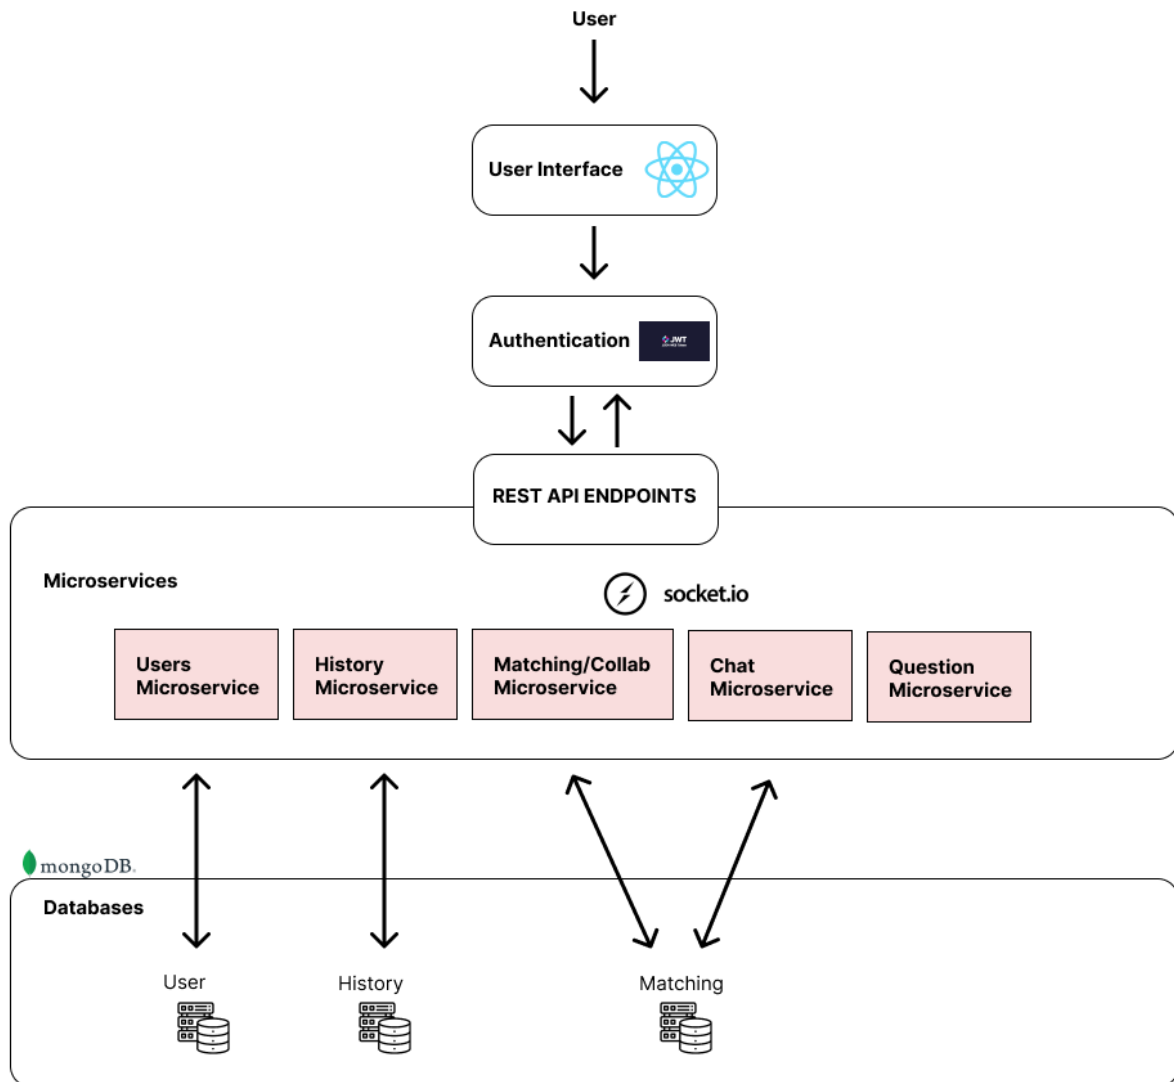 User
User Interface
Authentication
JWT
REST API ENDPOINTS
Microservices
socket.io
Users
Microservice
History
Microservice
Matching/Collab
Microservice
Chat
Microservice
Question
Microservice
mongoDB.
Databases
User
History
Matching